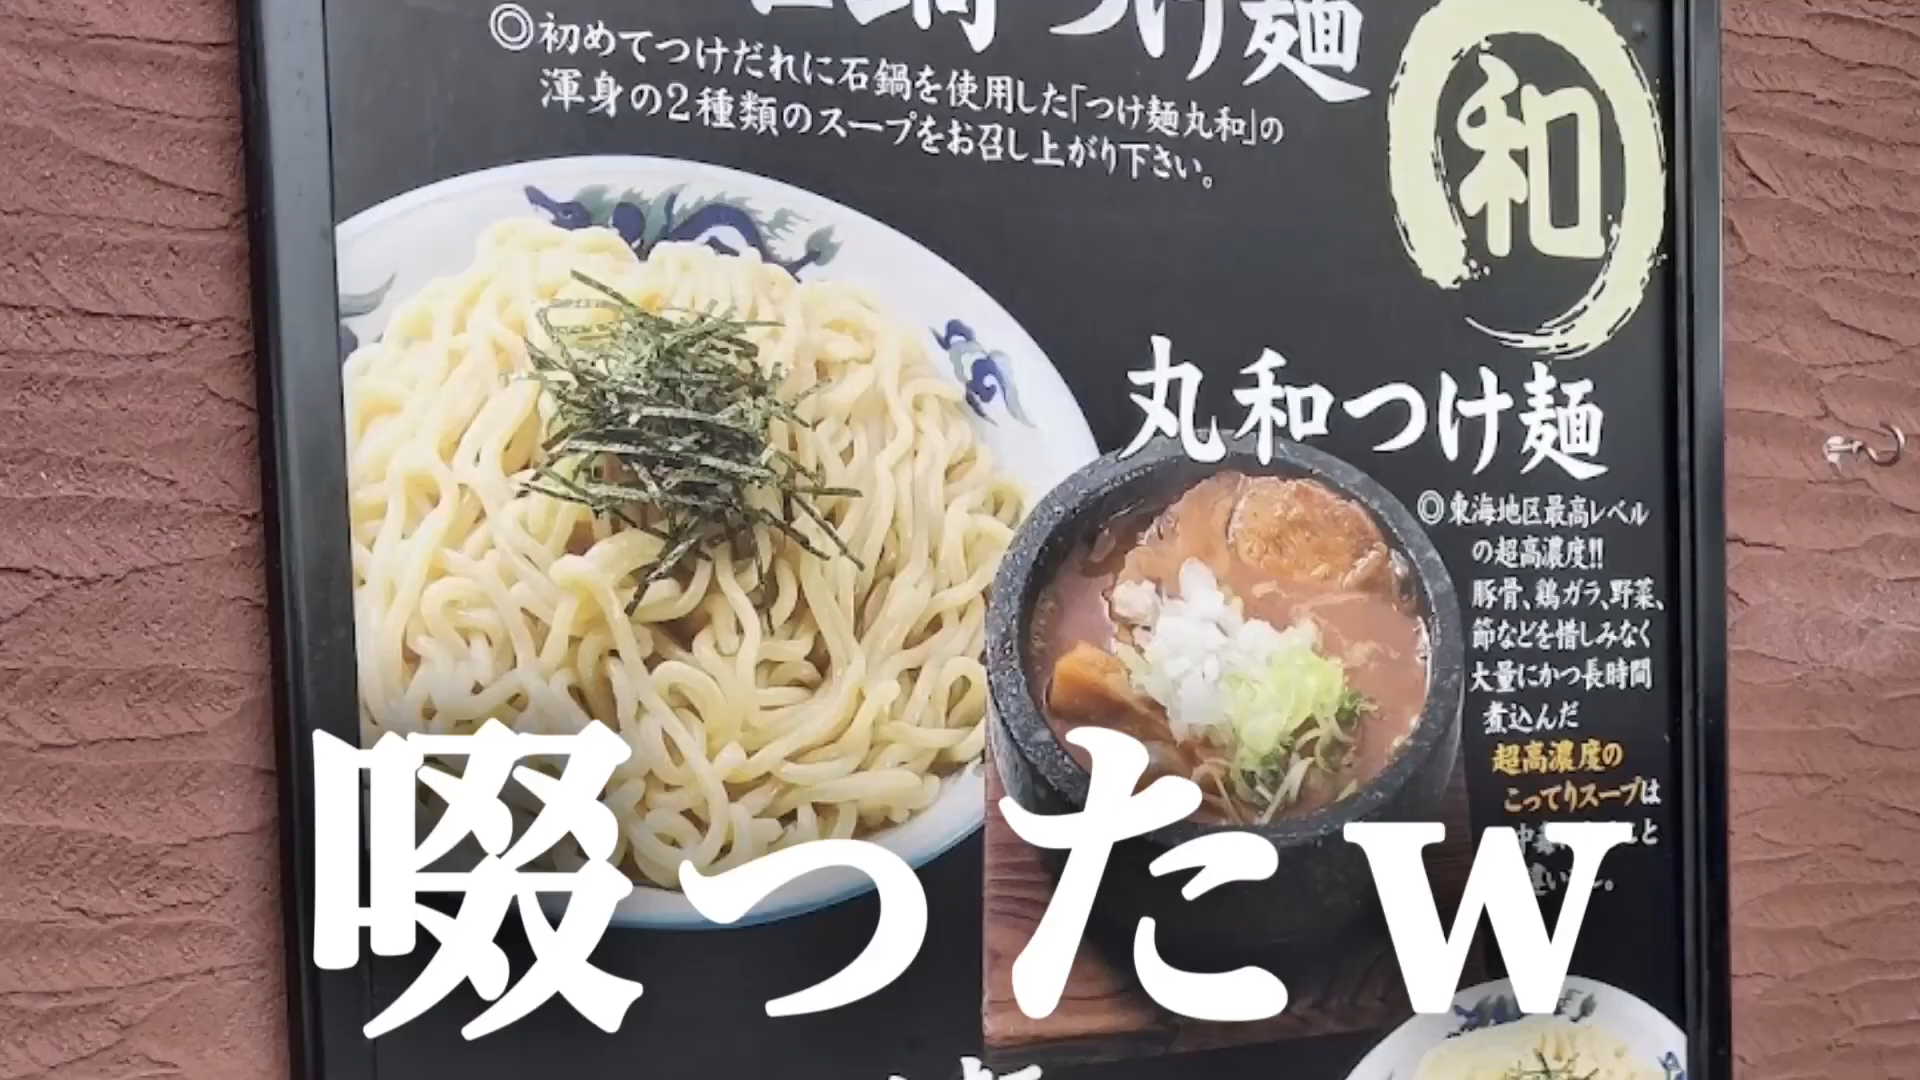 つけ麺
◎初めてつけだれに石鍋を使用した「つけ麺丸和」の
渾身の2種類のスープをお召し上がり下さい。
和
丸和つけ麺
◎東海地区最高レベル
の超高濃度!!
豚骨、鶏ガラ、野菜、
節などを惜しみなく
大量にかつ長時間
煮込んだ
超高濃度の
こってりスープは
啜ったw